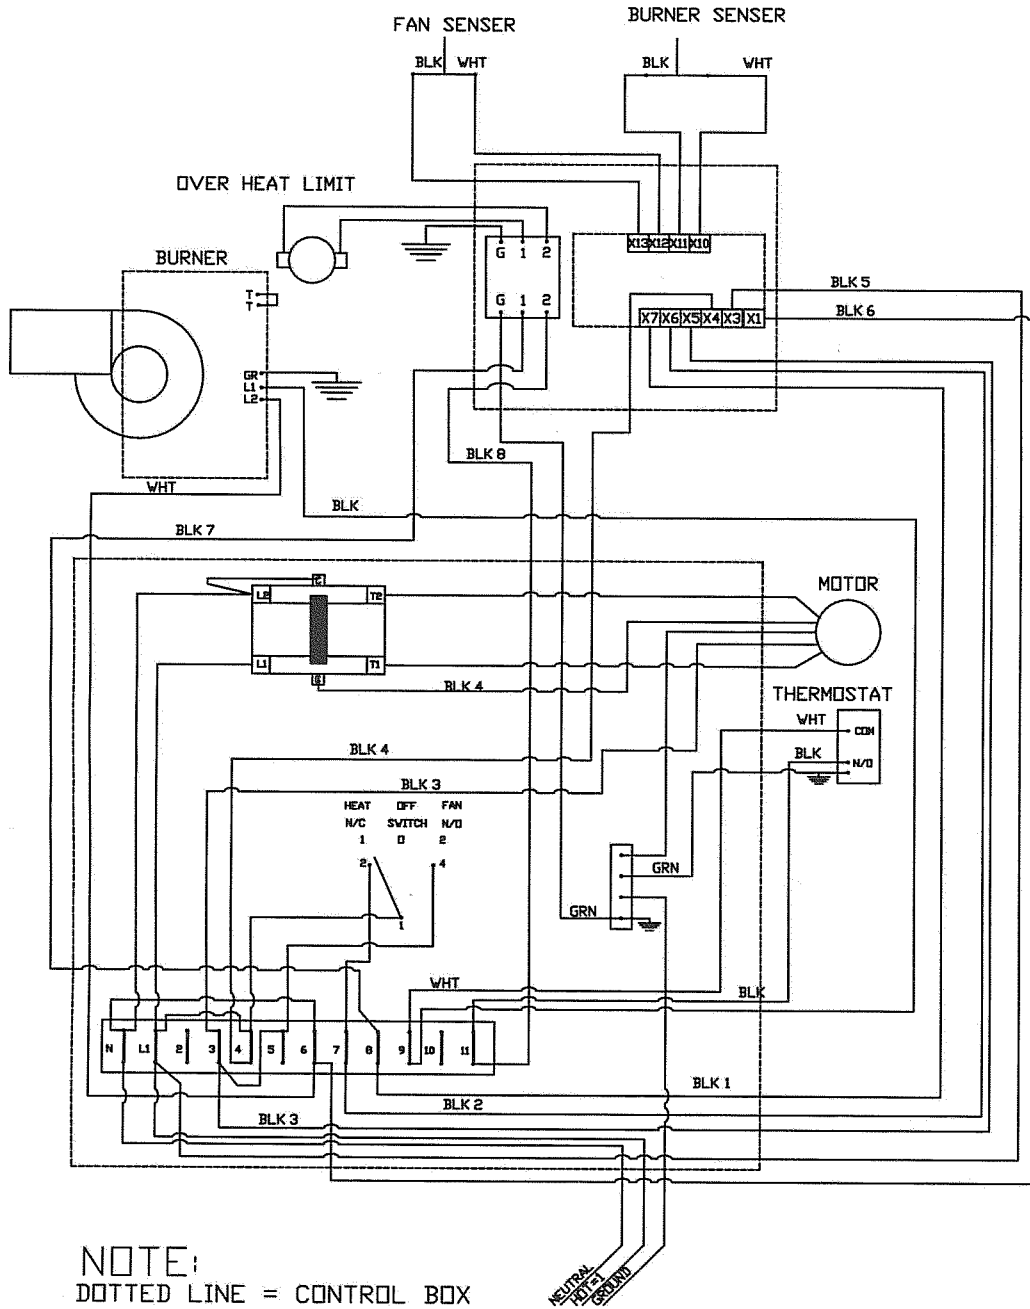 FAN SENSER
BURNER SENSER
BLK WHT
BLK WHT
OVER HEAT LIMIT
BURNER
X13 X12 X11 X10
G 1 2
T
T
BLK 5
G 1 2
BLK 6
X7 X6 X5 X4 X3 X1
GR
L1
L2
BLK 8
WHT
BLK
BLK 7
MOTOR
C
L2 T2
L1 T1
C
BLK 4
THERMOSTAT
WHT
COM
BLK 4
BLK
N/O
BLK 3
HEAT OFF FAN
N/C SWITCH N/O
1 0 2
2 4
GRN
GRN
1
WHT
BLK
N L1 2 3 4 5 6 7 8 9 10 11
BLK 1
BLK 2
BLK 3
NOTE:
DOTTED LINE = CONTROL BOX
NEUTRAL
HOT=1
GROUND